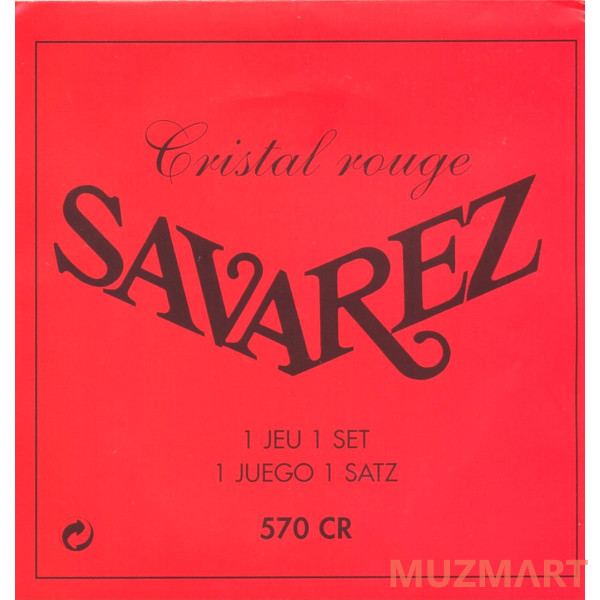 Cristal rouge
SAVAREZ
1 JEU 1 SET
1 JUEGO 1 SATZ
570 CR
MUZMART